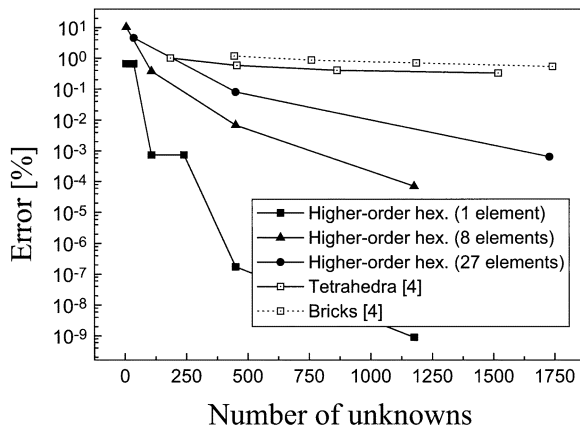 10^1
10^0
10^-1
10^-2
10^-3
10^-4
10^-5
10^-6
10^-7
10^-8
10^-9
Error [%]
Higher-order hex. (1 element)
Higher-order hex. (8 elements)
Higher-order hex. (27 elements)
Tetrahedra [4]
Bricks [4]
0 250 500 750 1000 1250 1500 1750
Number of unknowns